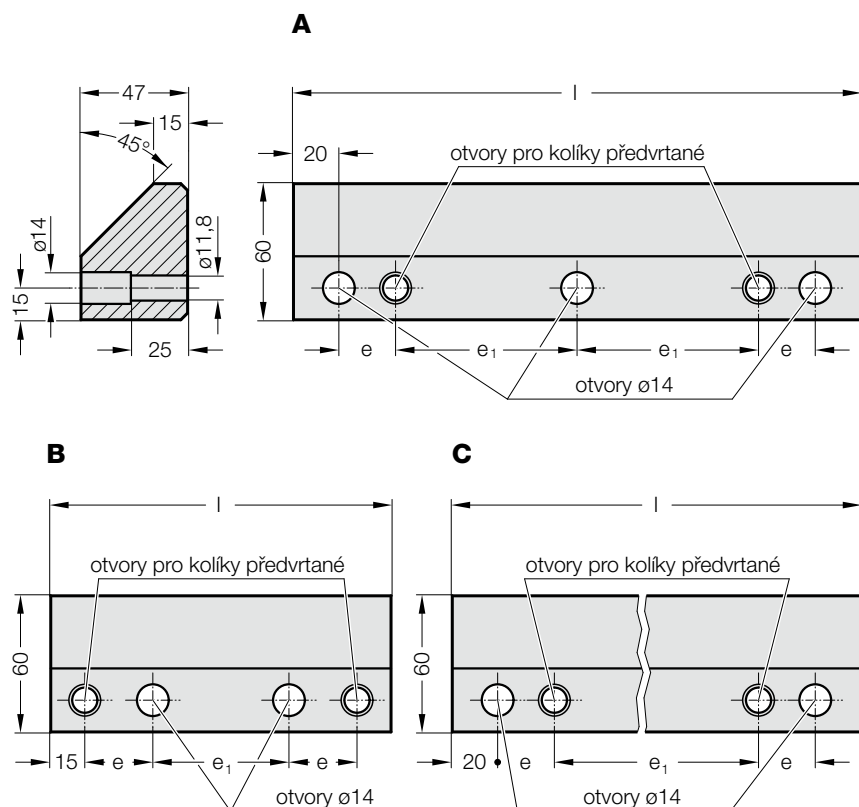 A
47
l
15
45°
20
otvory pro kolíky předvrtané
ø14
ø11,8
60
15
25
e
e₁
e₁
e
otvory ø14
B
C
l
l
otvory pro kolíky předvrtané
otvory pro kolíky předvrtané
60
60
15
e
e₁
e
20
e
e₁
e
otvory ø14
otvory ø14